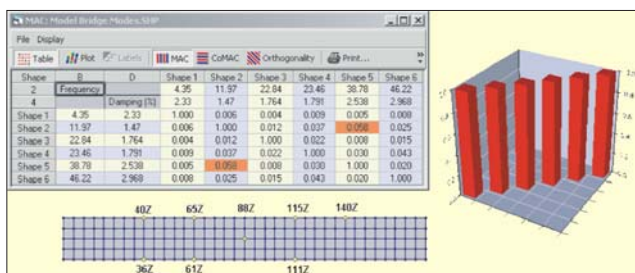 MAC: Model Bridge Modes.SHP
File Display
Table Plot Labels MAC CoMAC Orthogonality Print...
Shape B D Shape 1 Shape 2 Shape 3 Shape 4 Shape 5 Shape 6
2 Frequency 4.35 11.97 22.84 23.46 38.78 46.22
4 Damping (%) 2.33 1.47 1.764 1.791 2.538 2.968
Shape 1 4.35 2.33 1.000 0.006 0.004 0.009 0.005 0.008
Shape 2 11.97 1.47 0.006 1.000 0.012 0.037 0.058 0.025
Shape 3 22.84 1.764 0.004 0.012 1.000 0.022 0.008 0.015
Shape 4 23.46 1.791 0.009 0.037 0.022 1.000 0.030 0.043
Shape 5 38.78 2.538 0.005 0.058 0.008 0.030 1.000 0.020
Shape 6 46.22 2.968 0.008 0.025 0.015 0.043 0.020 1.000
40Z 65Z 88Z 115Z 140Z
36Z 61Z 111Z